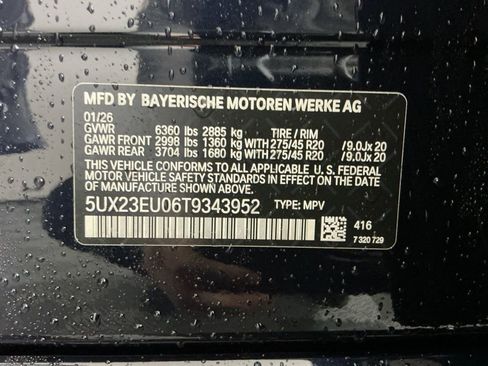 MFD BY BAYERISCHE MOTOREN WERKE AG
01/26
GVWR 6360 lbs 2885 kg TIRE / RIM
GAWR FRONT 2998 lbs 1360 kg WITH 275/45 R20 /9.0Jx 20
GAWR REAR 3704 lbs 1680 kg WITH 275/45 R20 /9.0Jx 20
THIS VEHICLE CONFORMS TO ALL APPLICABLE U. S. FEDERAL
MOTOR VEHICLE SAFETY STANDARDS IN EFFECT
ON THE DATE OF MANUFACTURE SHOWN ABOVE.
5UX23EU06T9343952 TYPE: MPV
416
7 320 729